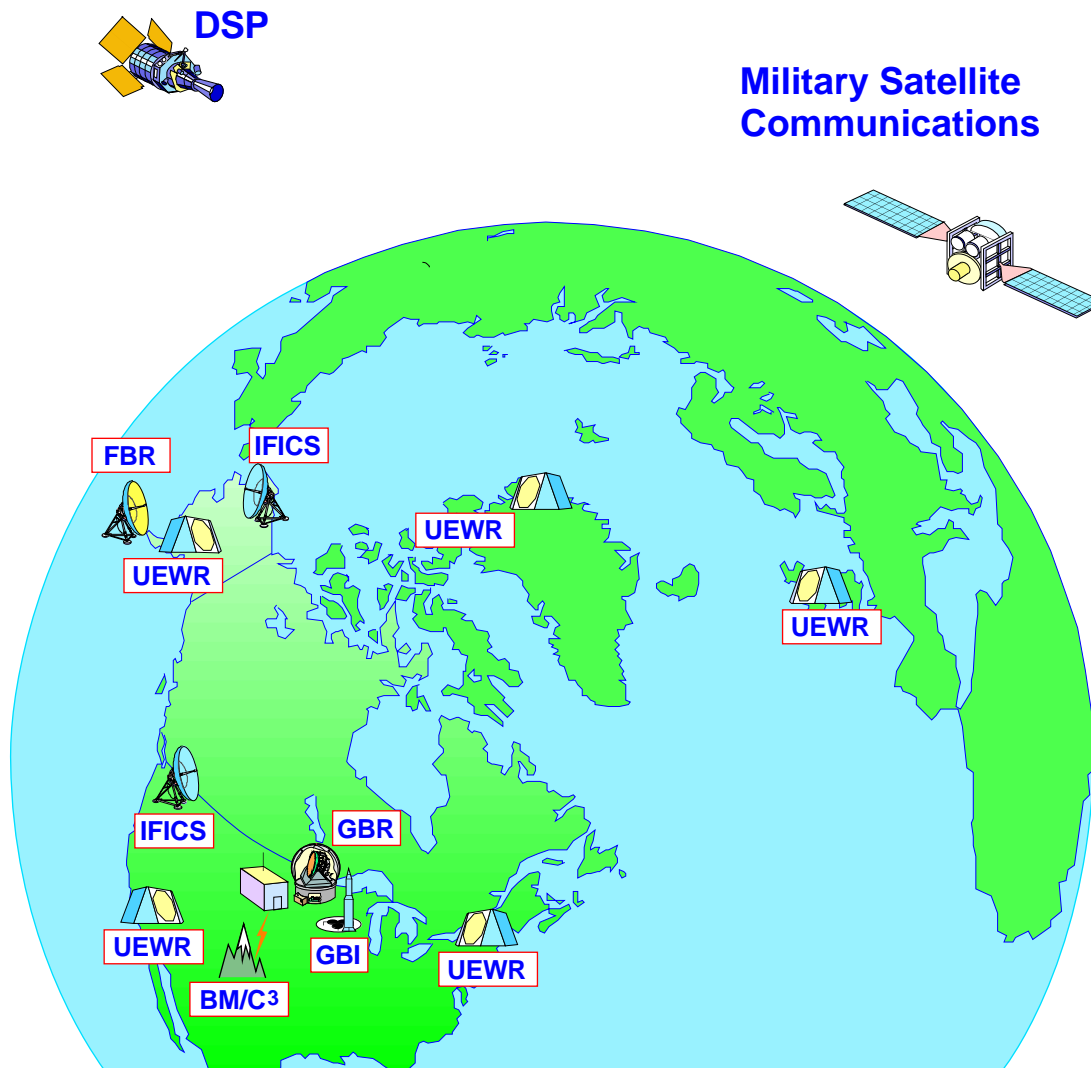 DSP
Military Satellite
Communications
FBR
IFICS
UEWR
UEWR
UEWR
IFICS
GBR
UEWR
GBI
UEWR
BM/C³